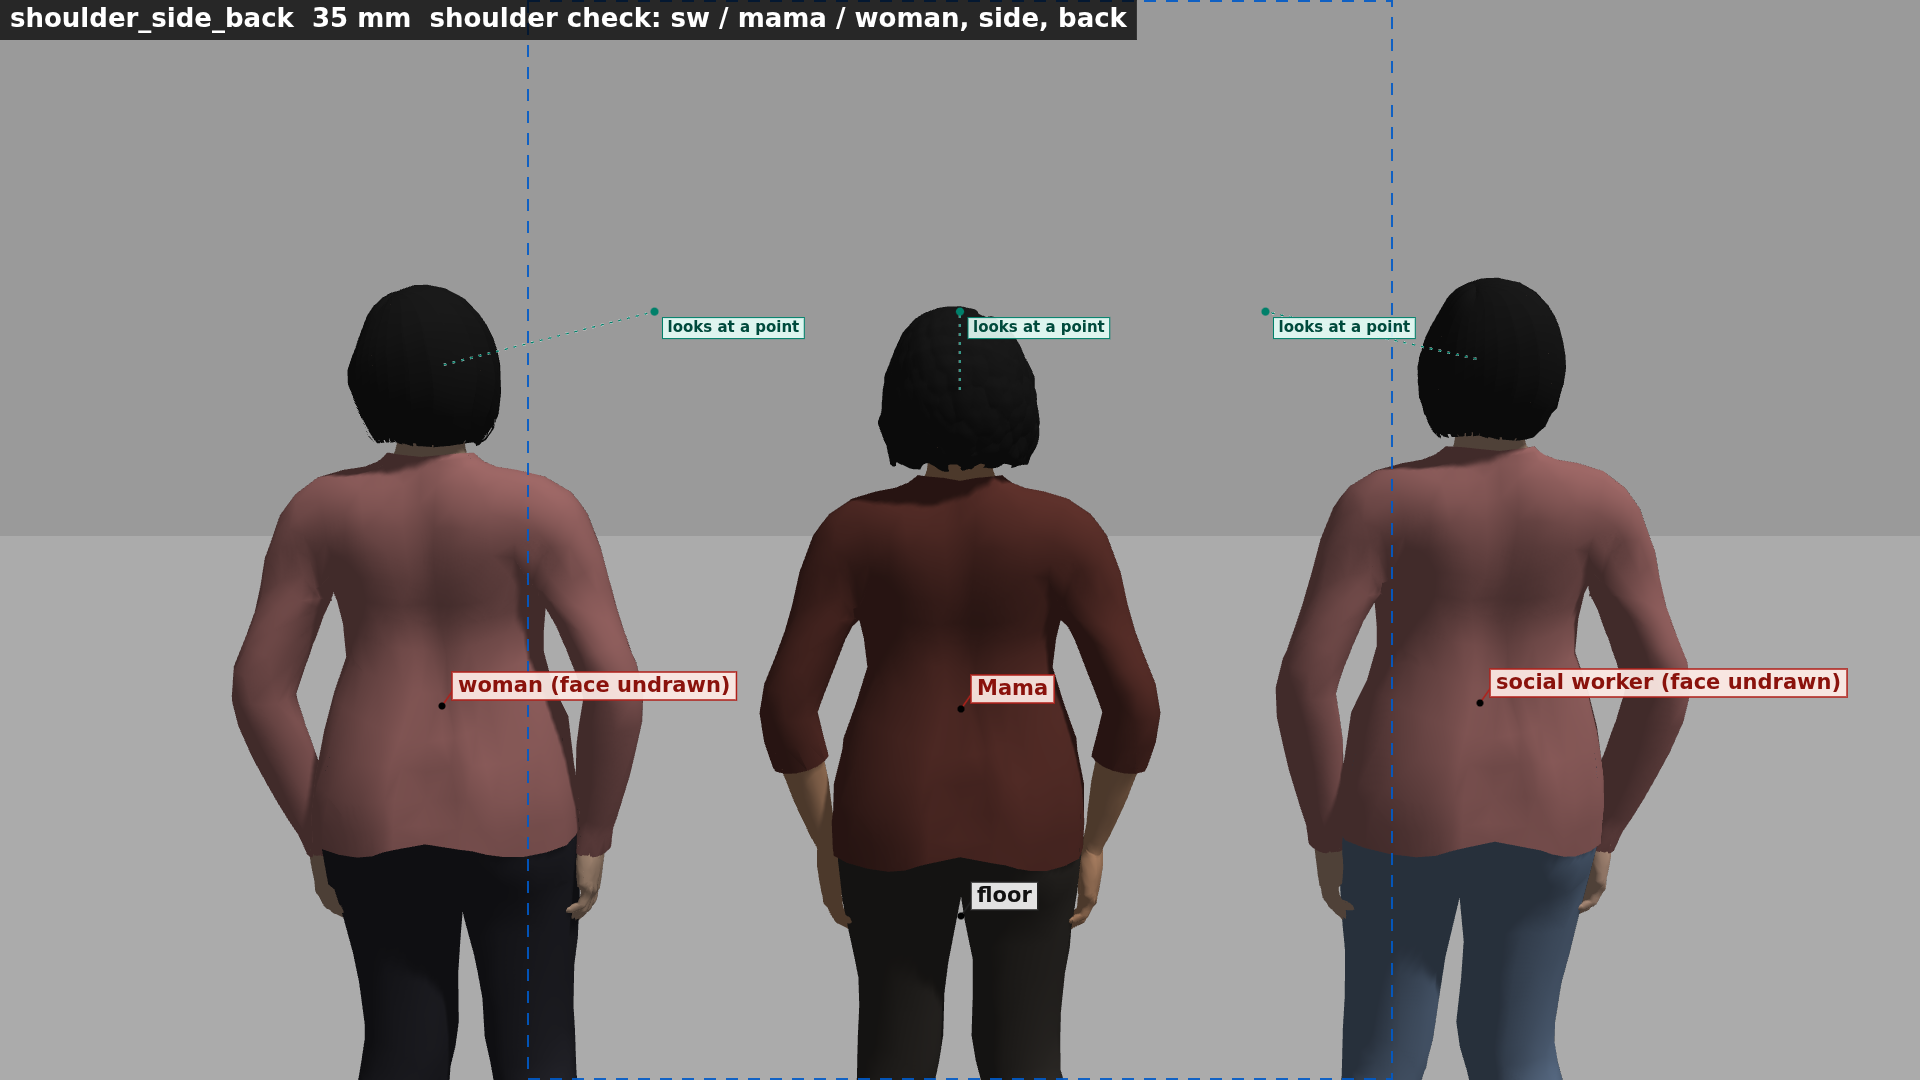 shoulder_side_back  35 mm  shoulder check: sw / mama / woman, side, back
looks at a point
looks at a point
looks at a point
woman (face undrawn)
Mama
social worker (face undrawn)
floor